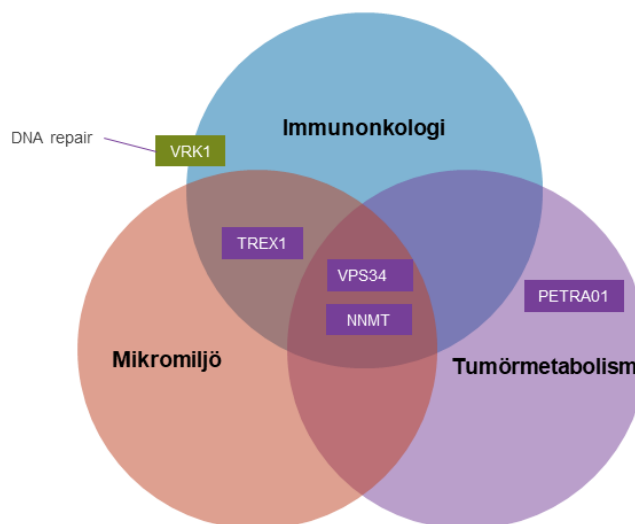 Immunonkologi
DNA repair
VRK1
TREX1
VPS34
NNMT
PETRA01
Mikromiljö
Tumörmetabolism